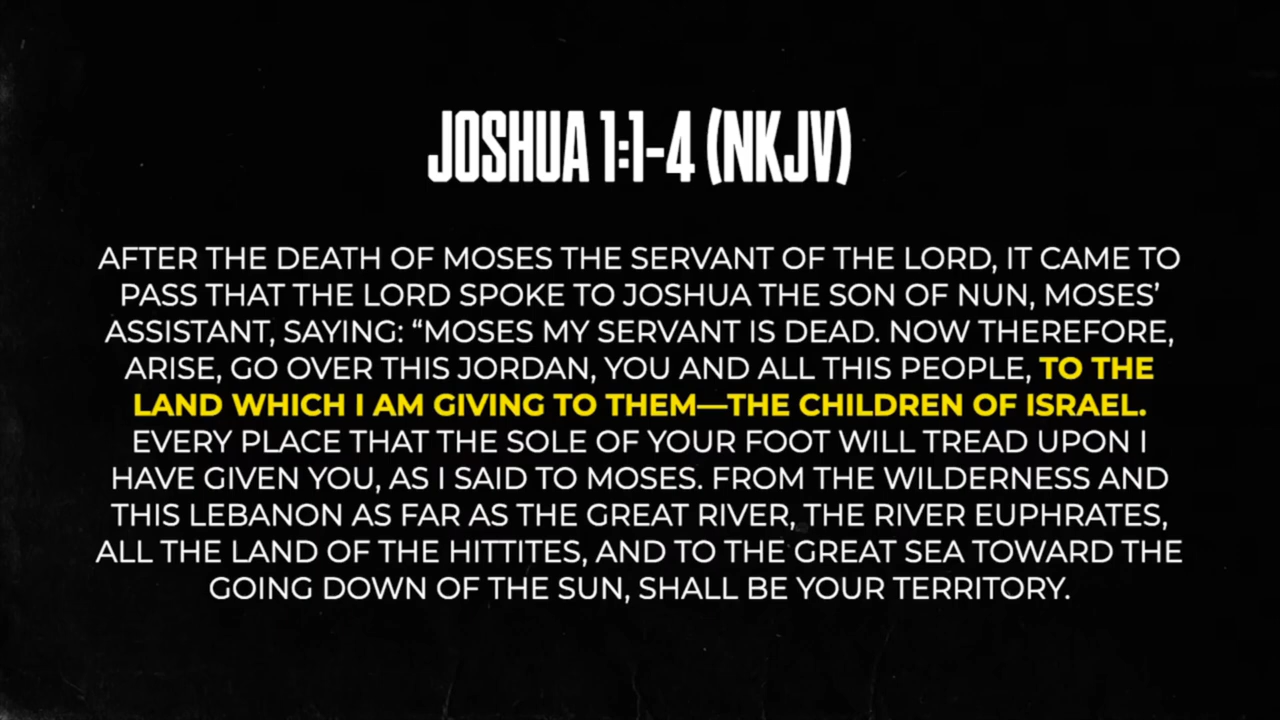 JOSHUA 1:1-4 (NKJV)
AFTER THE DEATH OF MOSES THE SERVANT OF THE LORD, IT CAME TO
PASS THAT THE LORD SPOKE TO JOSHUA THE SON OF NUN, MOSES’
ASSISTANT, SAYING: “MOSES MY SERVANT IS DEAD. NOW THEREFORE,
ARISE, GO OVER THIS JORDAN, YOU AND ALL THIS PEOPLE, TO THE
LAND WHICH I AM GIVING TO THEM—THE CHILDREN OF ISRAEL.
EVERY PLACE THAT THE SOLE OF YOUR FOOT WILL TREAD UPON I
HAVE GIVEN YOU, AS I SAID TO MOSES. FROM THE WILDERNESS AND
THIS LEBANON AS FAR AS THE GREAT RIVER, THE RIVER EUPHRATES,
ALL THE LAND OF THE HITTITES, AND TO THE GREAT SEA TOWARD THE
GOING DOWN OF THE SUN, SHALL BE YOUR TERRITORY.